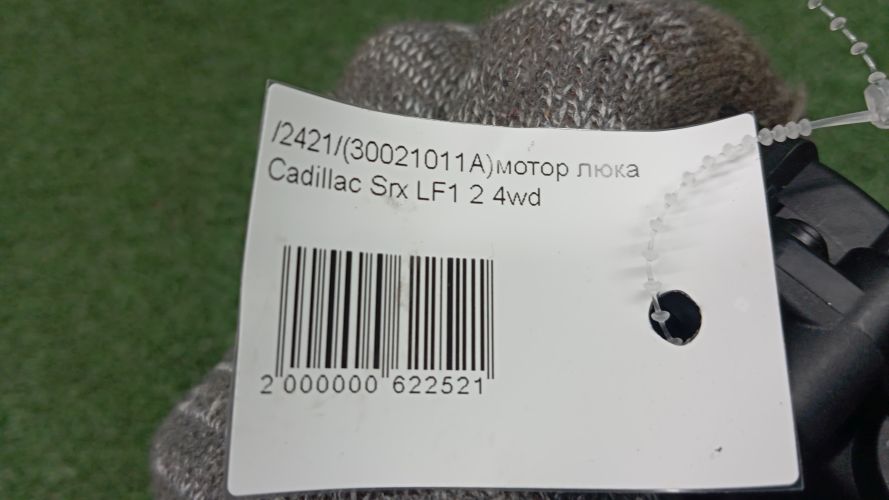 /2421/(30021011A)мотор люка
Cadillac Srx LF1 2 4wd
2 000000 622521